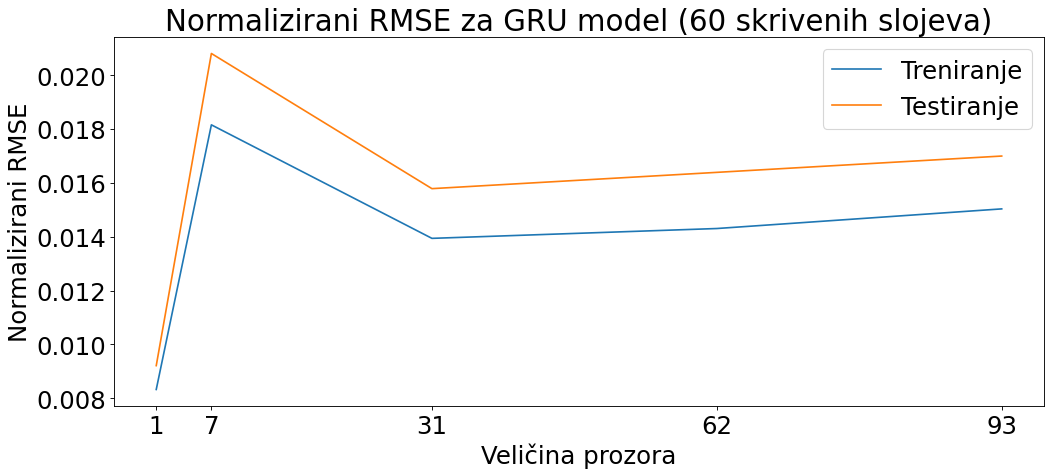 Normalizirani RMSE za GRU model (60 skrivenih slojeva)
Normalizirani RMSE
0.020
0.018
0.016
0.014
0.012
0.010
0.008
Treniranje
Testiranje
1 7 31 62 93
Veličina prozora